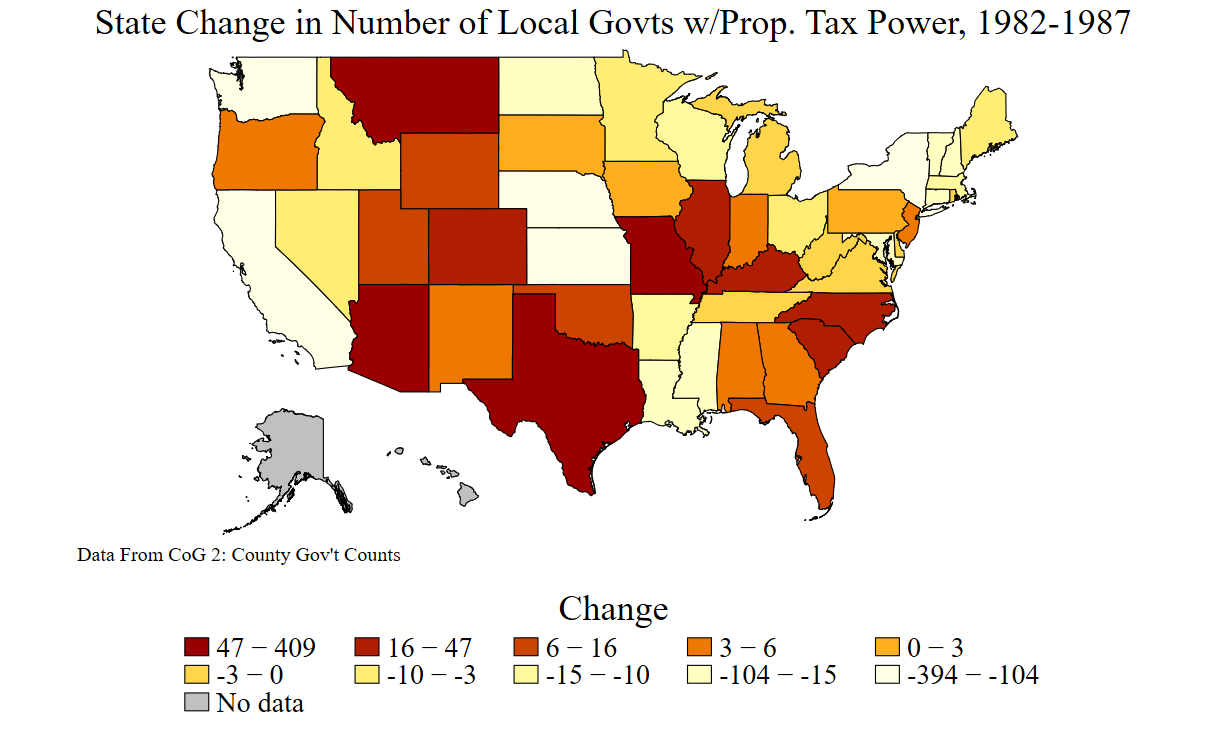 State Change in Number of Local Govts w/Prop. Tax Power, 1982-1987
Data From CoG 2: County Gov't Counts
Change
47 – 409 16 – 47 6 – 16 3 – 6 0 – 3
-3 – 0 -10 – -3 -15 – -10 -104 – -15 -394 – -104
No data